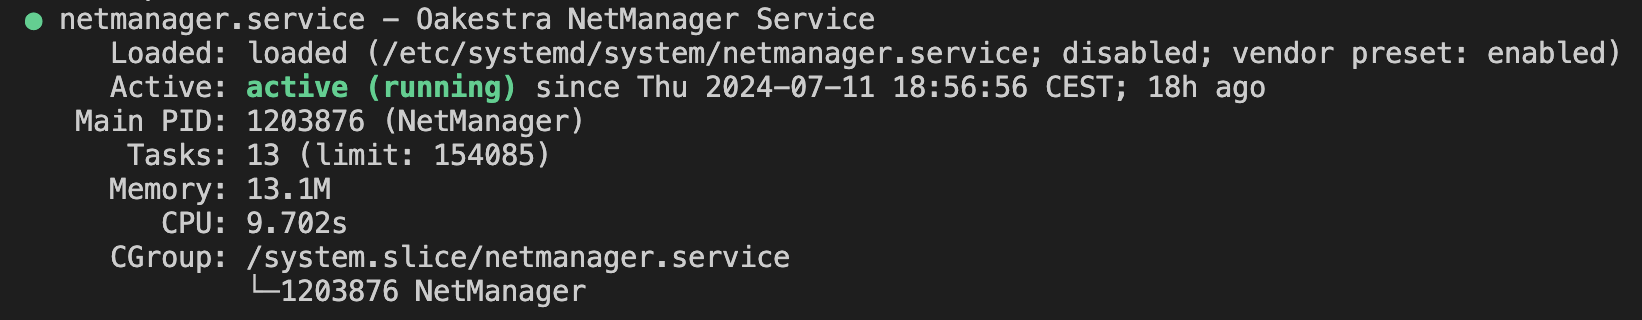 ● netmanager.service – Oakestra NetManager Service
Loaded: loaded (/etc/systemd/system/netmanager.service; disabled; vendor preset: enabled)
Active: active (running) since Thu 2024-07-11 18:56:56 CEST; 18h ago
Main PID: 1203876 (NetManager)
Tasks: 13 (limit: 154085)
Memory: 13.1M
CPU: 9.702s
CGroup: /system.slice/netmanager.service
└─1203876 NetManager